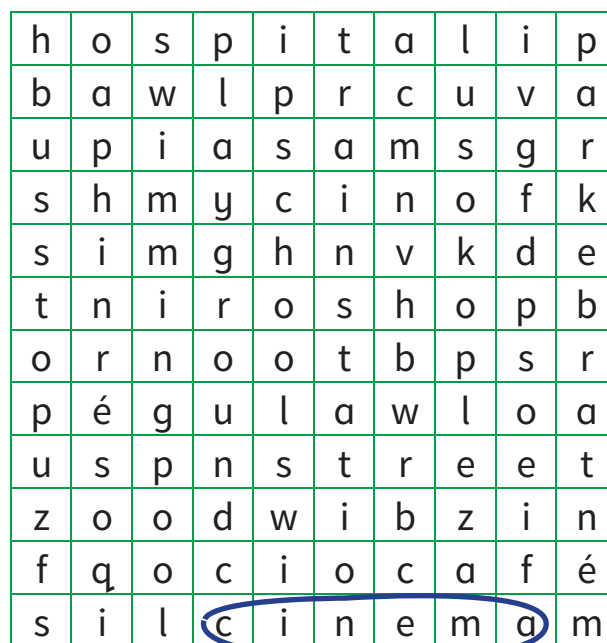 h o s p i t a l i p
b a w l p r c u v a
u p i a s a m s g r
s h m y c i n o f k
s i m g h n v k d e
t n i r o s h o p b
o r n o o t b p s r
p é g u l a w l o a
u s p n s t r e e t
z o o d w i b z i n
f q o c i o c a f é
s i l c i n e m a m